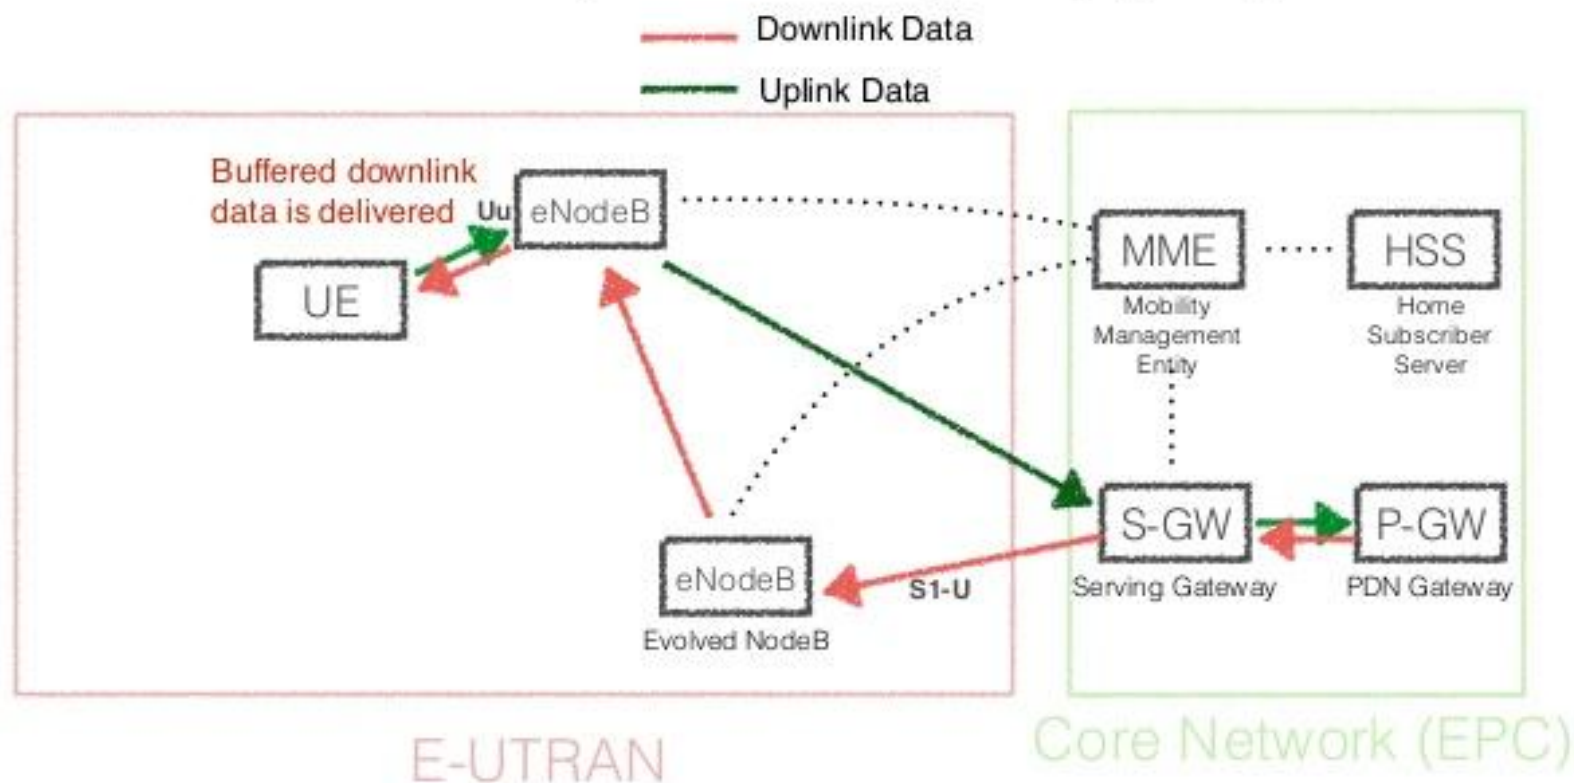 Downlink Data
Uplink Data
Buffered downlink
data is delivered
Uu
eNodeB
UE
MME
Mobility
Management
Entity
HSS
Home
Subscriber
Server
S-GW
Serving Gateway
P-GW
PDN Gateway
S1-U
eNodeB
Evolved NodeB
E-UTRAN
Core Network (EPC)